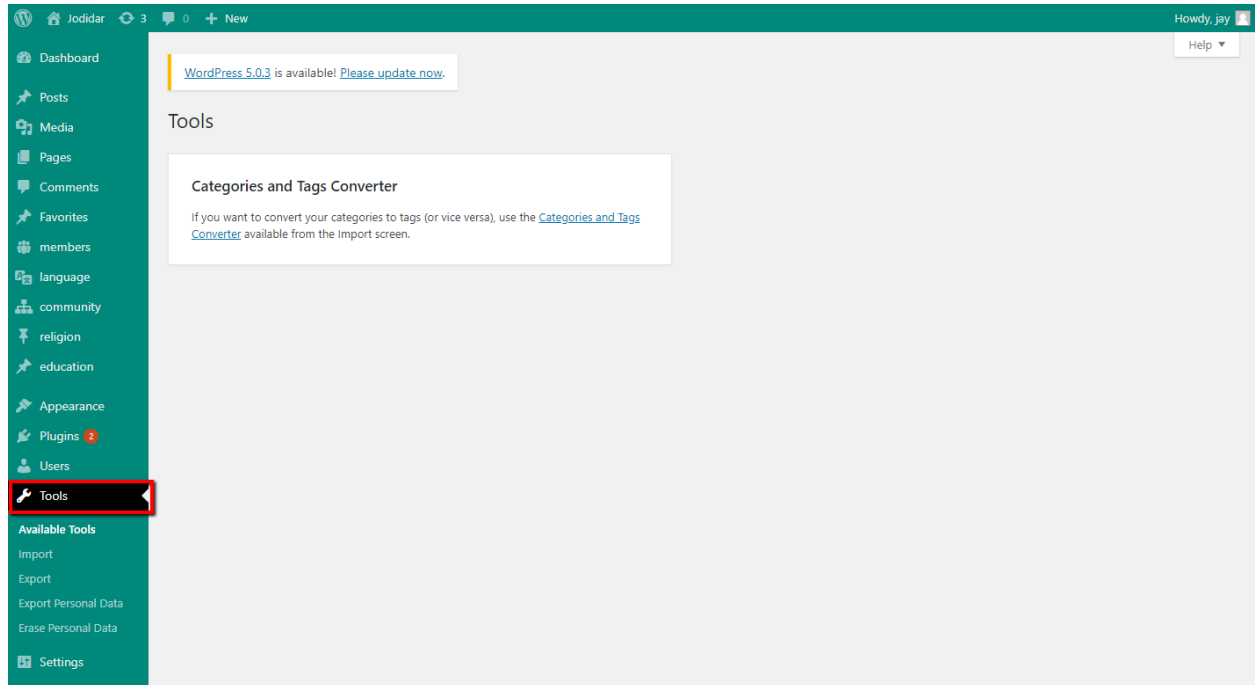 Jodidar 3 0 + New Howdy, jay
Help ▼
Dashboard
Posts
Media
Pages
Comments
Favorites
members
language
community
religion
education
Appearance
Plugins 2
Users
Tools
Available Tools
Import
Export
Export Personal Data
Erase Personal Data
Settings
WordPress 5.0.3 is available! Please update now.
Tools
Categories and Tags Converter
If you want to convert your categories to tags (or vice versa), use the Categories and Tags
Converter available from the Import screen.